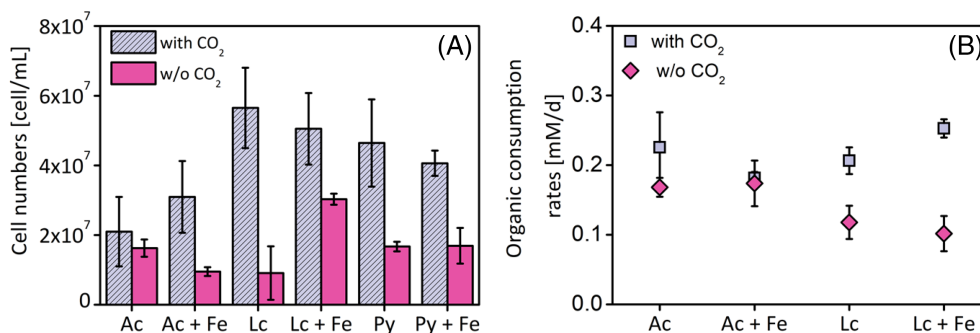 (A)
with CO2
w/o CO2
Cell numbers [cell/mL]
8x10^7
6x10^7
4x10^7
2x10^7
0
Ac
Ac + Fe
Lc
Lc + Fe
Py
Py + Fe
(B)
with CO2
w/o CO2
Organic consumption
rates [mM/d]
0.4
0.3
0.2
0.1
0.0
Ac
Ac + Fe
Lc
Lc + Fe